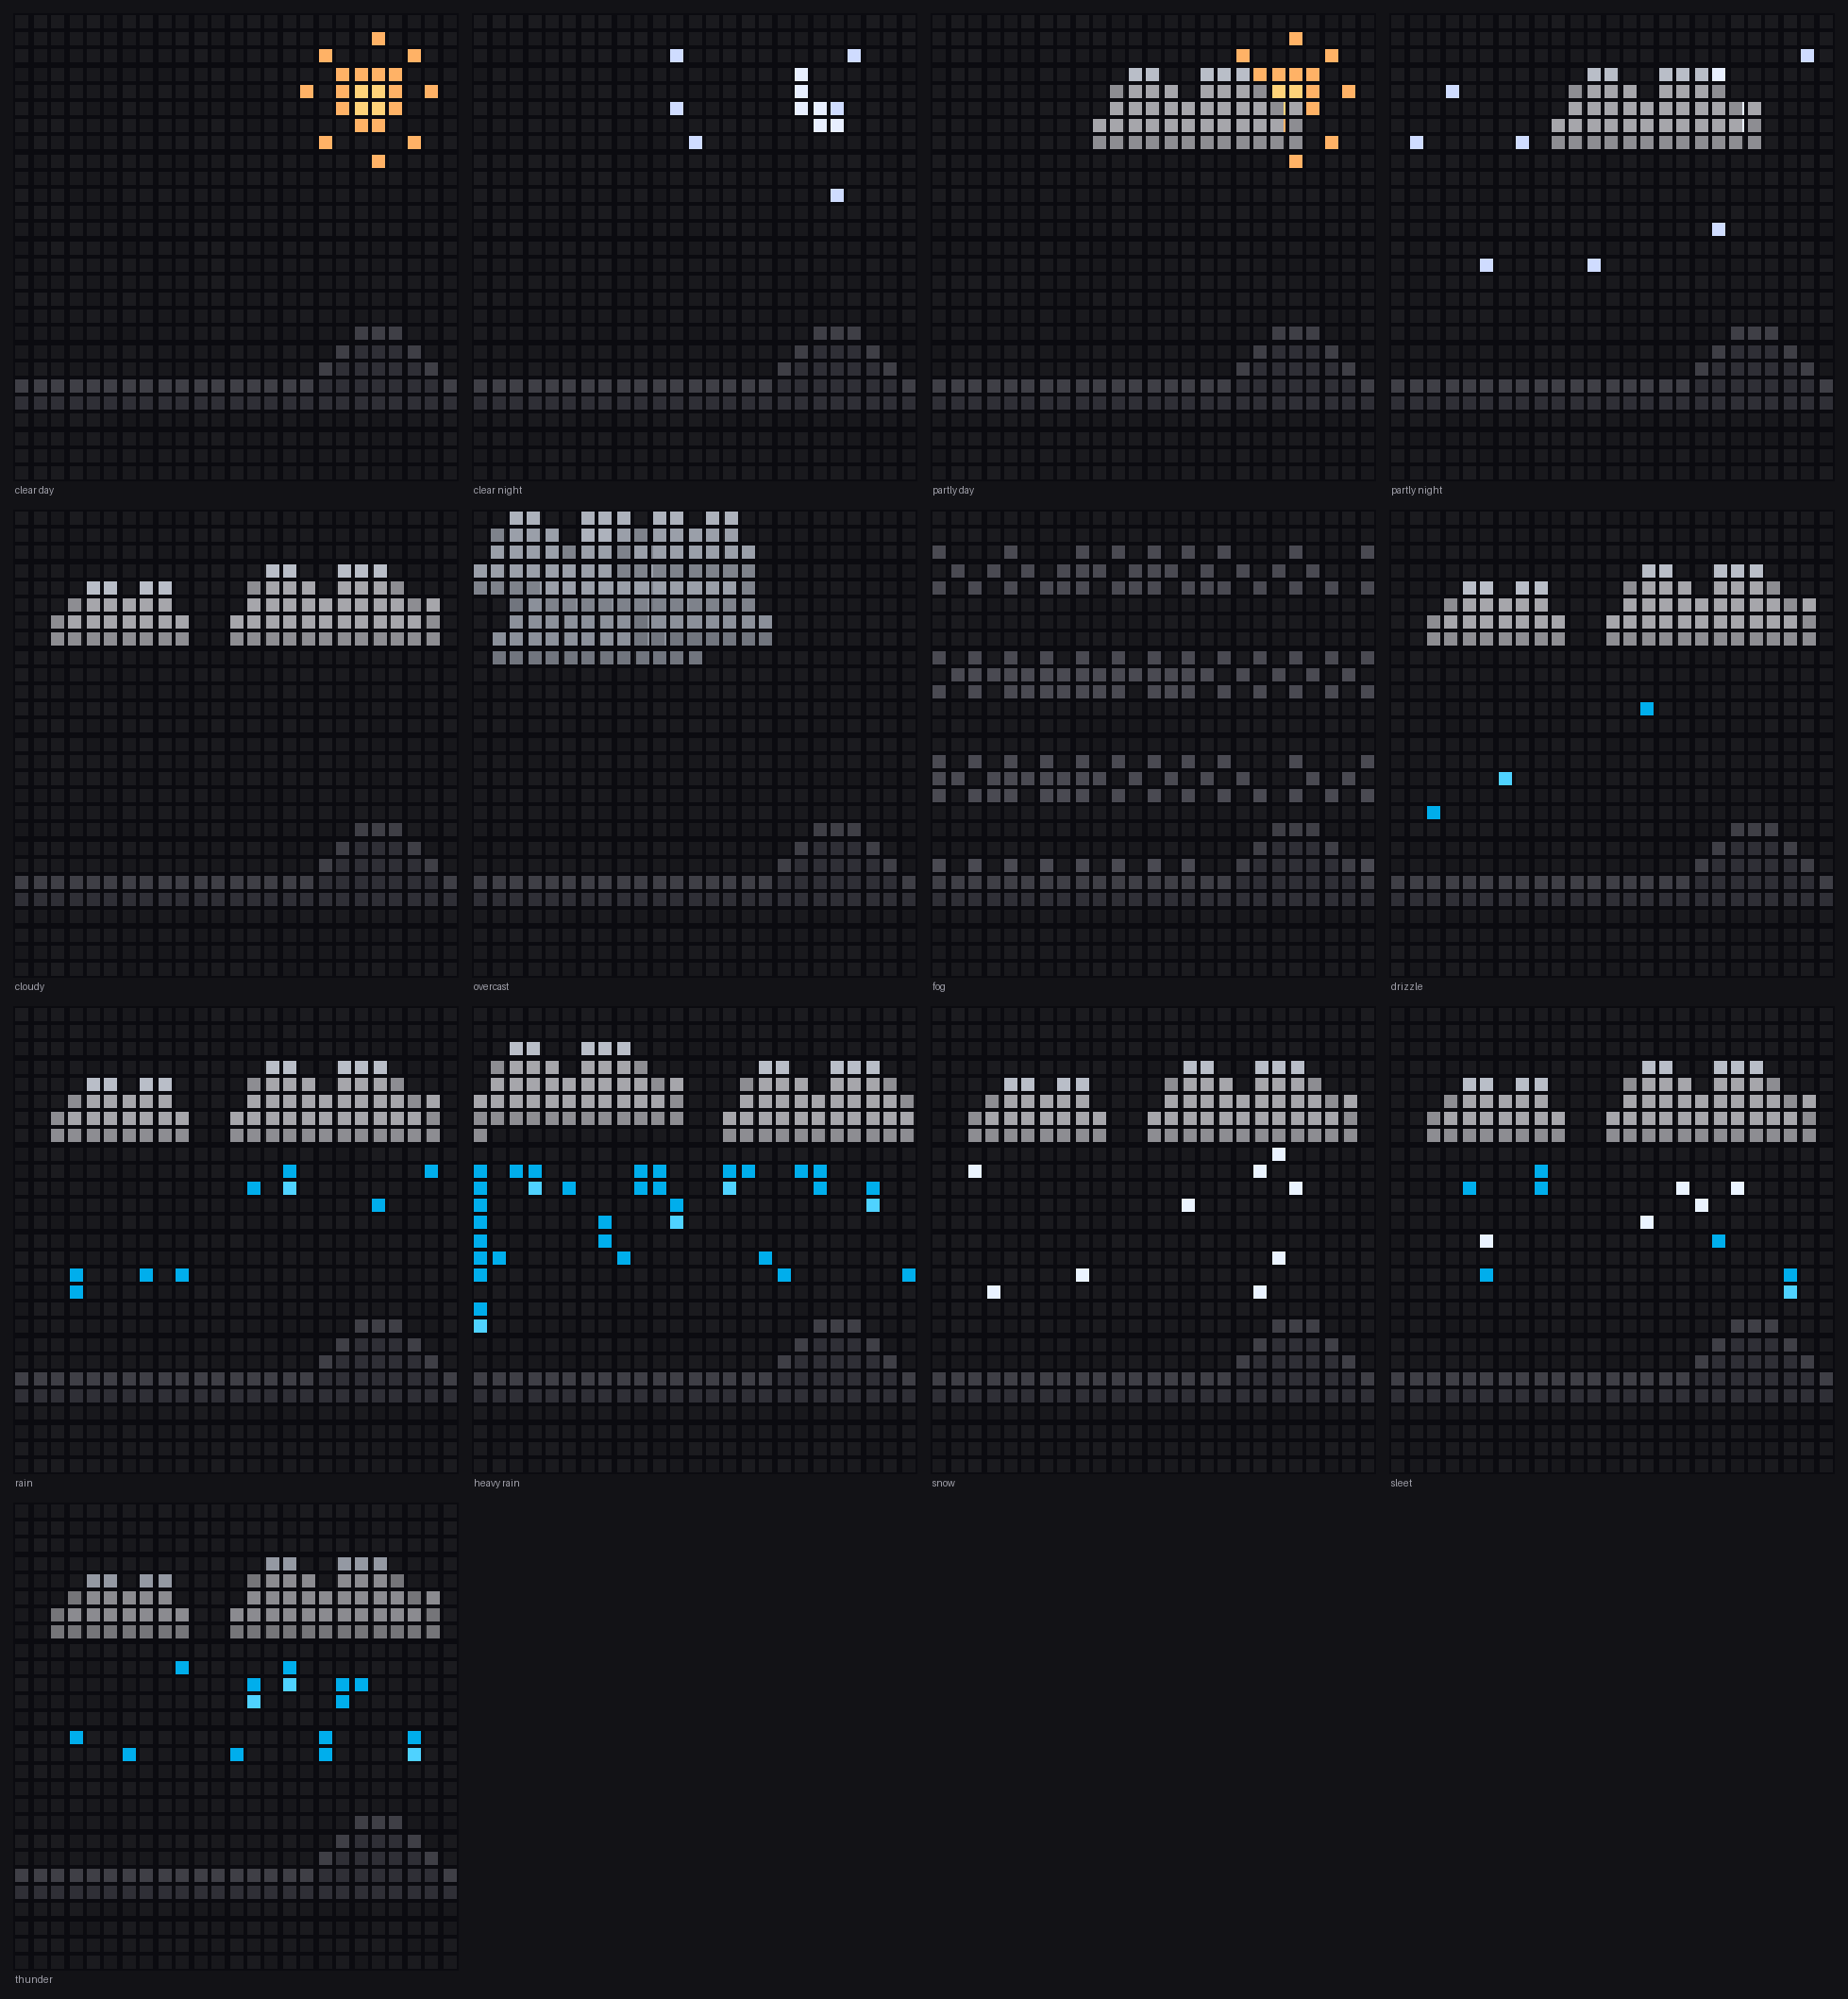 clear day
clear night
partly day
partly night
cloudy
overcast
fog
drizzle
rain
heavy rain
snow
sleet
thunder